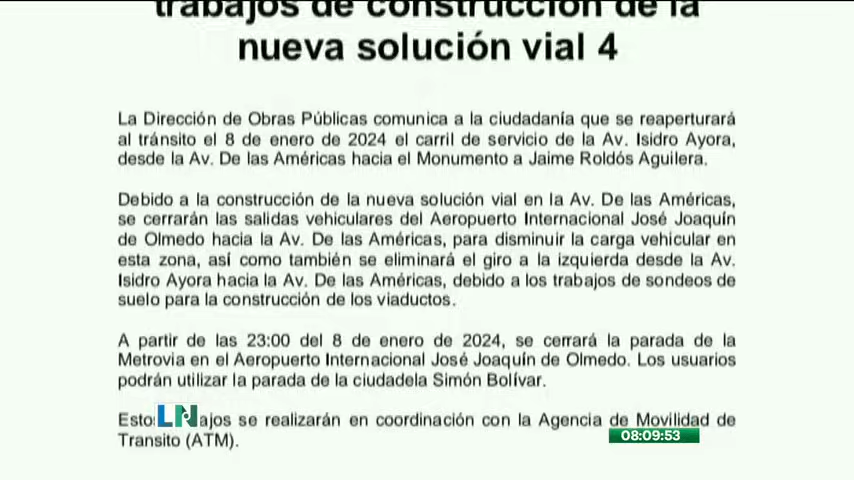 trabajos de construcción de la
nueva solución vial 4
La Dirección de Obras Públicas comunica a la ciudadanía que se reaperturará
al tránsito el 8 de enero de 2024 el carril de servicio de la Av. Isidro Ayora,
desde la Av. De las Américas hacia el Monumento a Jaime Roldós Aguilera.
Debido a la construcción de la nueva solución vial en la Av. De las Américas,
se cerrarán las salidas vehiculares del Aeropuerto Internacional José Joaquín
de Olmedo hacia la Av. De las Américas, para disminuir la carga vehicular en
esta zona, así como también se eliminará el giro a la izquierda desde la Av.
Isidro Ayora hacia la Av. De las Américas, debido a los trabajos de sondeos de
suelo para la construcción de los viaductos.
A partir de las 23:00 del 8 de enero de 2024, se cerrará la parada de la
Metrovia en el Aeropuerto Internacional José Joaquín de Olmedo. Los usuarios
podrán utilizar la parada de la ciudadela Simón Bolívar.
Esto LN ajos se realizarán en coordinación con la Agencia de Movilidad de
Transito (ATM).
08:09:53